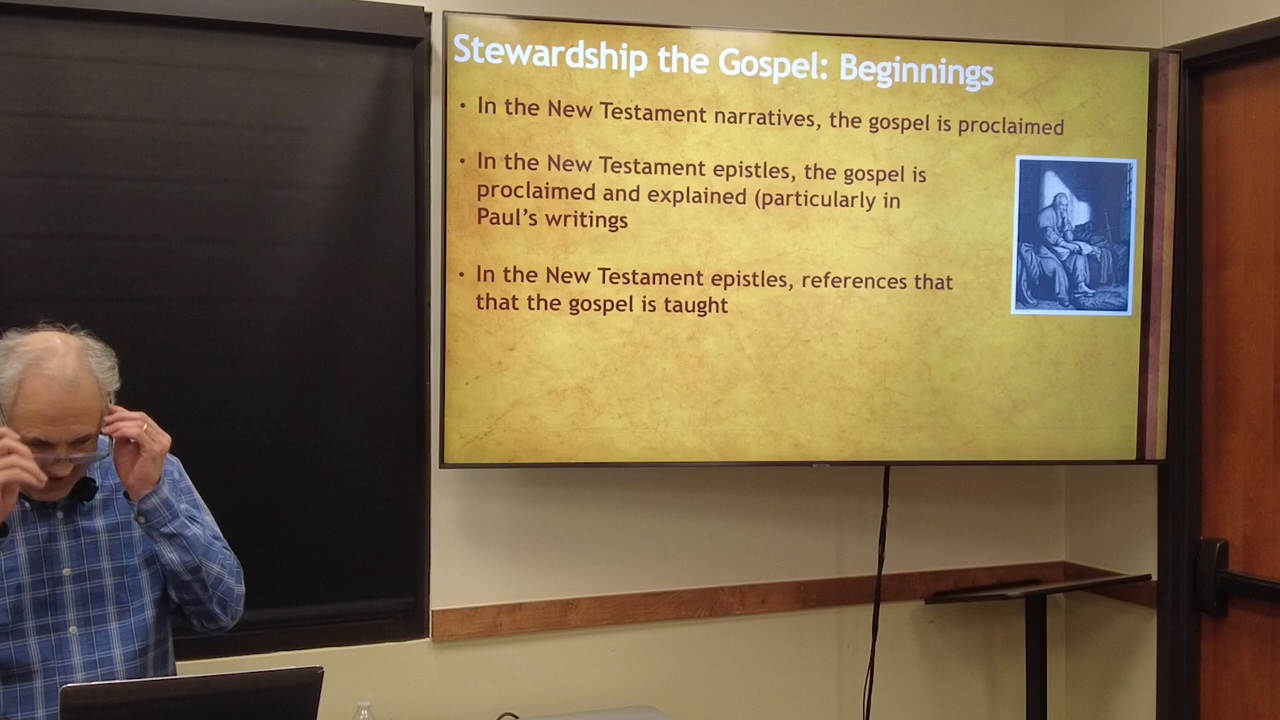 Stewardship the Gospel: Beginnings
• In the New Testament narratives, the gospel is proclaimed
• In the New Testament epistles, the gospel is
proclaimed and explained (particularly in
Paul's writings
• In the New Testament epistles, references that
that the gospel is taught